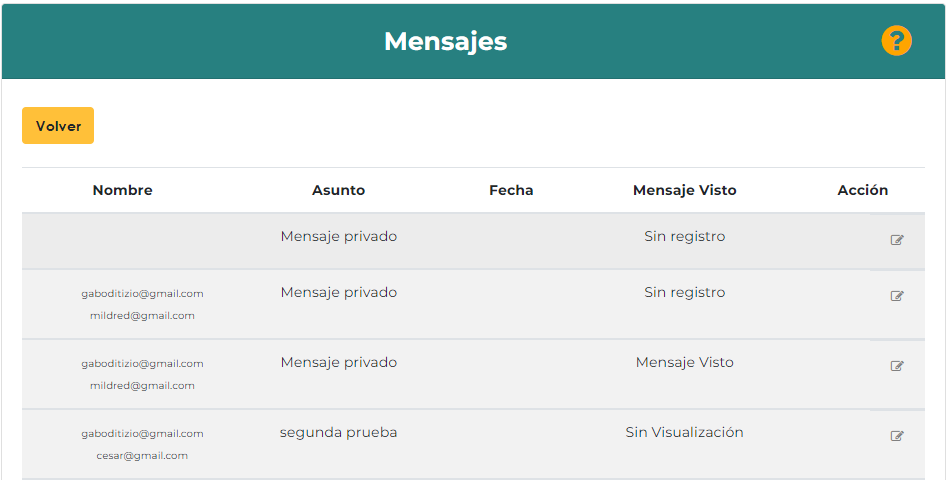 Mensajes
?
Volver
Nombre Asunto Fecha Mensaje Visto Acción
Mensaje privado Sin registro
gaboditizio@gmail.com Mensaje privado Sin registro
mildred@gmail.com
gaboditizio@gmail.com Mensaje privado Mensaje Visto
mildred@gmail.com
gaboditizio@gmail.com segunda prueba Sin Visualización
cesar@gmail.com